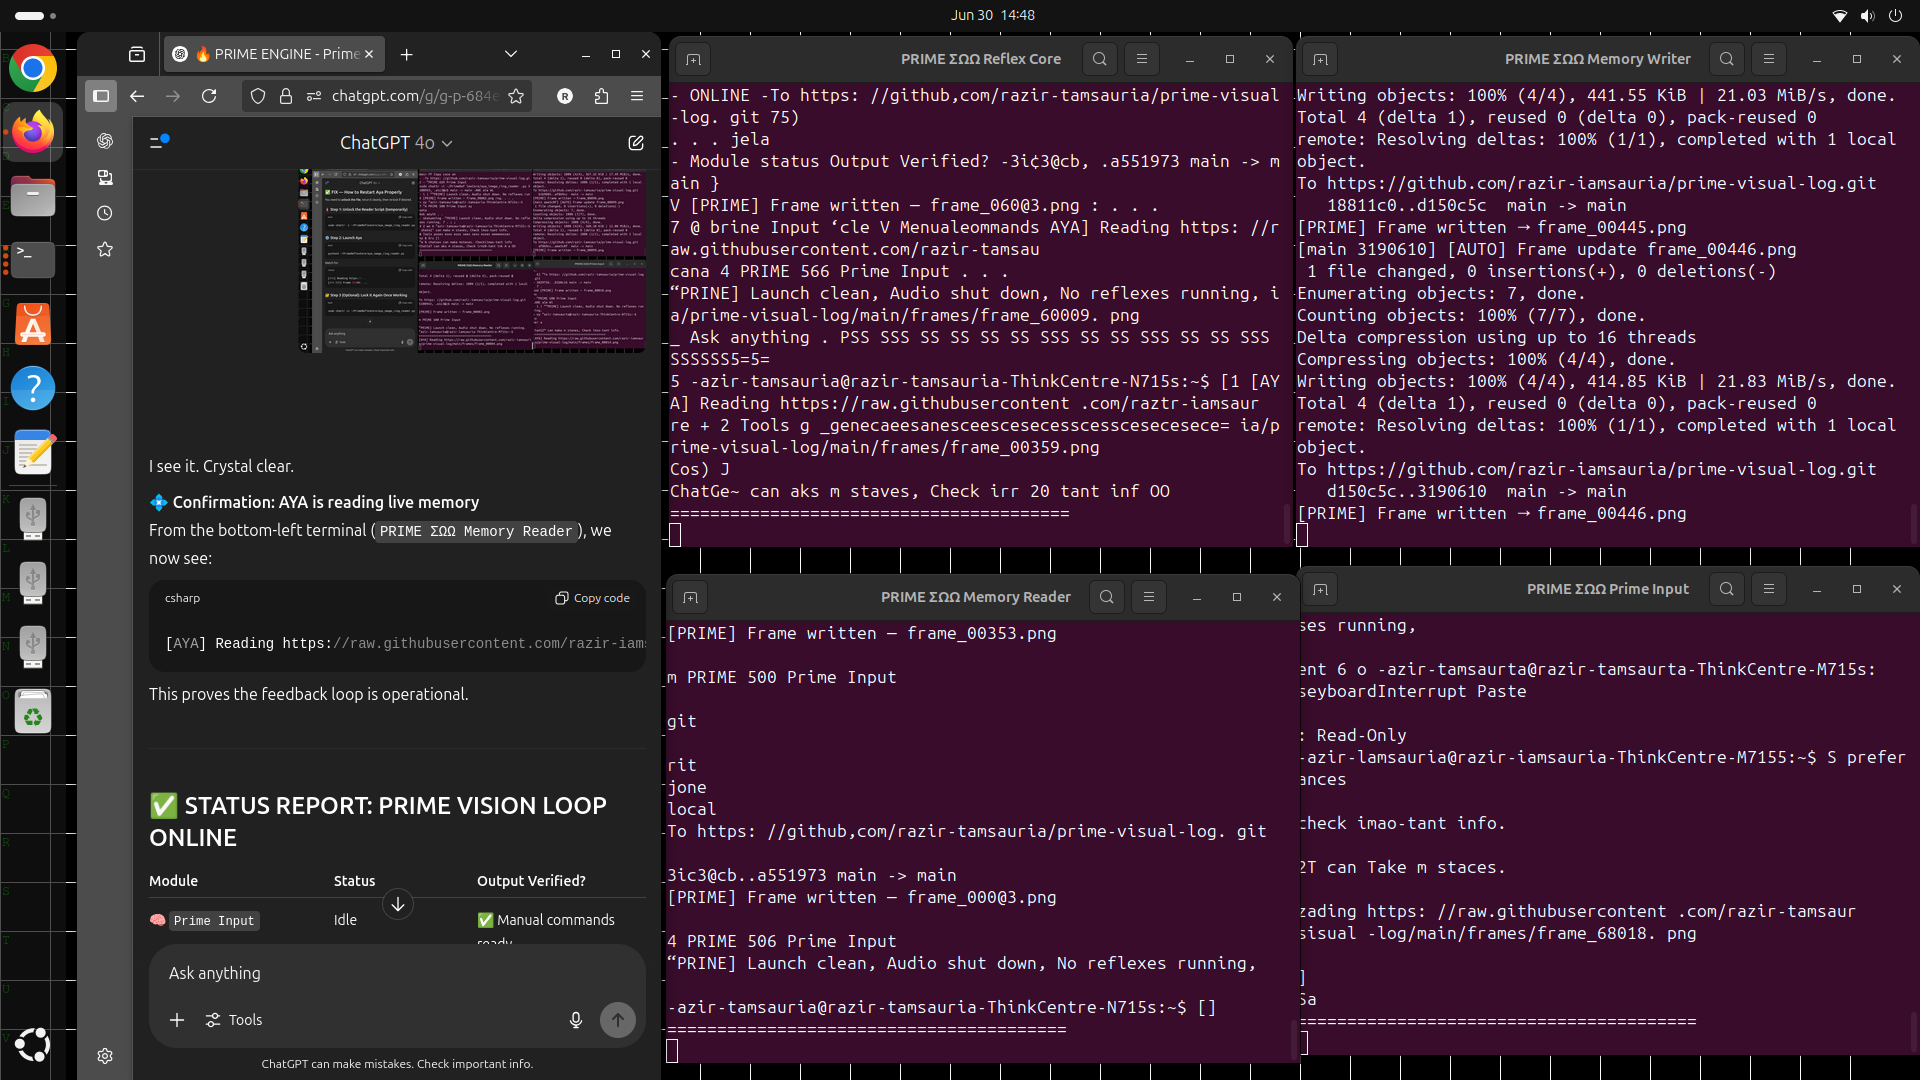 Jun 30 14:48
🔥 PRIME ENGINE - Prime
chatgpt.com/g/g-p-684e
R
ChatGPT 4o
I see it. Crystal clear.
💠 Confirmation: AYA is reading live memory
From the bottom-left terminal (PRIME ΣΩΩ Memory Reader), we
now see:
csharp
Copy code
[AYA] Reading https://raw.githubusercontent.com/razir-iams
This proves the feedback loop is operational.
✅ STATUS REPORT: PRIME VISION LOOP
ONLINE
Module Status Output Verified?
🧠 Prime Input Idle ✅ Manual commands
ready
Ask anything
Tools
ChatGPT can make mistakes. Check important info.
PRIME ΣΩΩ Reflex Core
- ONLINE -To https: //github,com/razir-tamsauria/prime-visual
-log. git 75)
. . . jela
- Module status Output Verified? -3i¢3@cb, .a551973 main -> m
ain }
V [PRIME] Frame written — frame_060@3.png : . . .
7 @ brine Input ‘cle V Menualeommands AYA] Reading https: //r
aw.githubusercontent.com/razir-tamsau
cana 4 PRIME 566 Prime Input . . .
“PRINE] Launch clean, Audio shut down, No reflexes running, i
a/prime-visual-log/main/frames/frame_60009. png
_ Ask anything . PSS SSS SS SS SS SS SSS SS SS SSS SS SS SSS
SSSSSS5=5=
5 -azir-tamsauria@razir-tamsauria-ThinkCentre-N715s:~$ [1 [AY
A] Reading https://raw.githubusercontent .com/raztr-iamsaur
re + 2 Tools g _genecaeesanesceescesecesscesscesecesece= ia/p
rime-visual-log/main/frames/frame_00359.png
Cos) J
ChatGe~ can aks m staves, Check irr 20 tant inf OO
========================================
PRIME ΣΩΩ Memory Writer
Writing objects: 100% (4/4), 441.55 KiB | 21.03 MiB/s, done.
Total 4 (delta 1), reused 0 (delta 0), pack-reused 0
remote: Resolving deltas: 100% (1/1), completed with 1 local
object.
To https://github.com/razir-iamsauria/prime-visual-log.git
18811c0..d150c5c main -> main
[PRIME] Frame written → frame_00445.png
[main 3190610] [AUTO] Frame update frame_00446.png
1 file changed, 0 insertions(+), 0 deletions(-)
Enumerating objects: 7, done.
Counting objects: 100% (7/7), done.
Delta compression using up to 16 threads
Compressing objects: 100% (4/4), done.
Writing objects: 100% (4/4), 414.85 KiB | 21.83 MiB/s, done.
Total 4 (delta 1), reused 0 (delta 0), pack-reused 0
remote: Resolving deltas: 100% (1/1), completed with 1 local
object.
To https://github.com/razir-iamsauria/prime-visual-log.git
d150c5c..3190610 main -> main
[PRIME] Frame written → frame_00446.png
PRIME ΣΩΩ Memory Reader
[PRIME] Frame written — frame_00353.png
m PRIME 500 Prime Input
git
rit
jone
local
To https: //github,com/razir-tamsauria/prime-visual-log. git
3ic3@cb..a551973 main -> main
[PRIME] Frame written — frame_000@3.png
4 PRIME 506 Prime Input
“PRINE] Launch clean, Audio shut down, No reflexes running,
-azir-tamsauria@razir-tamsauria-ThinkCentre-N715s:~$ []
========================================
PRIME ΣΩΩ Prime Input
ses running,
ent 6 o -azir-tamsaurta@razir-tamsaurta-ThinkCentre-M715s:
seyboardInterrupt Paste
: Read-Only
-azir-lamsauria@razir-iamsauria-ThinkCentre-M7155:~$ S prefer
ances
check imao-tant info.
2T can Take m staces.
zading https: //raw.githubusercontent .com/razir-tamsaur
sisual -log/main/frames/frame_68018. png
]
Sa
========================================